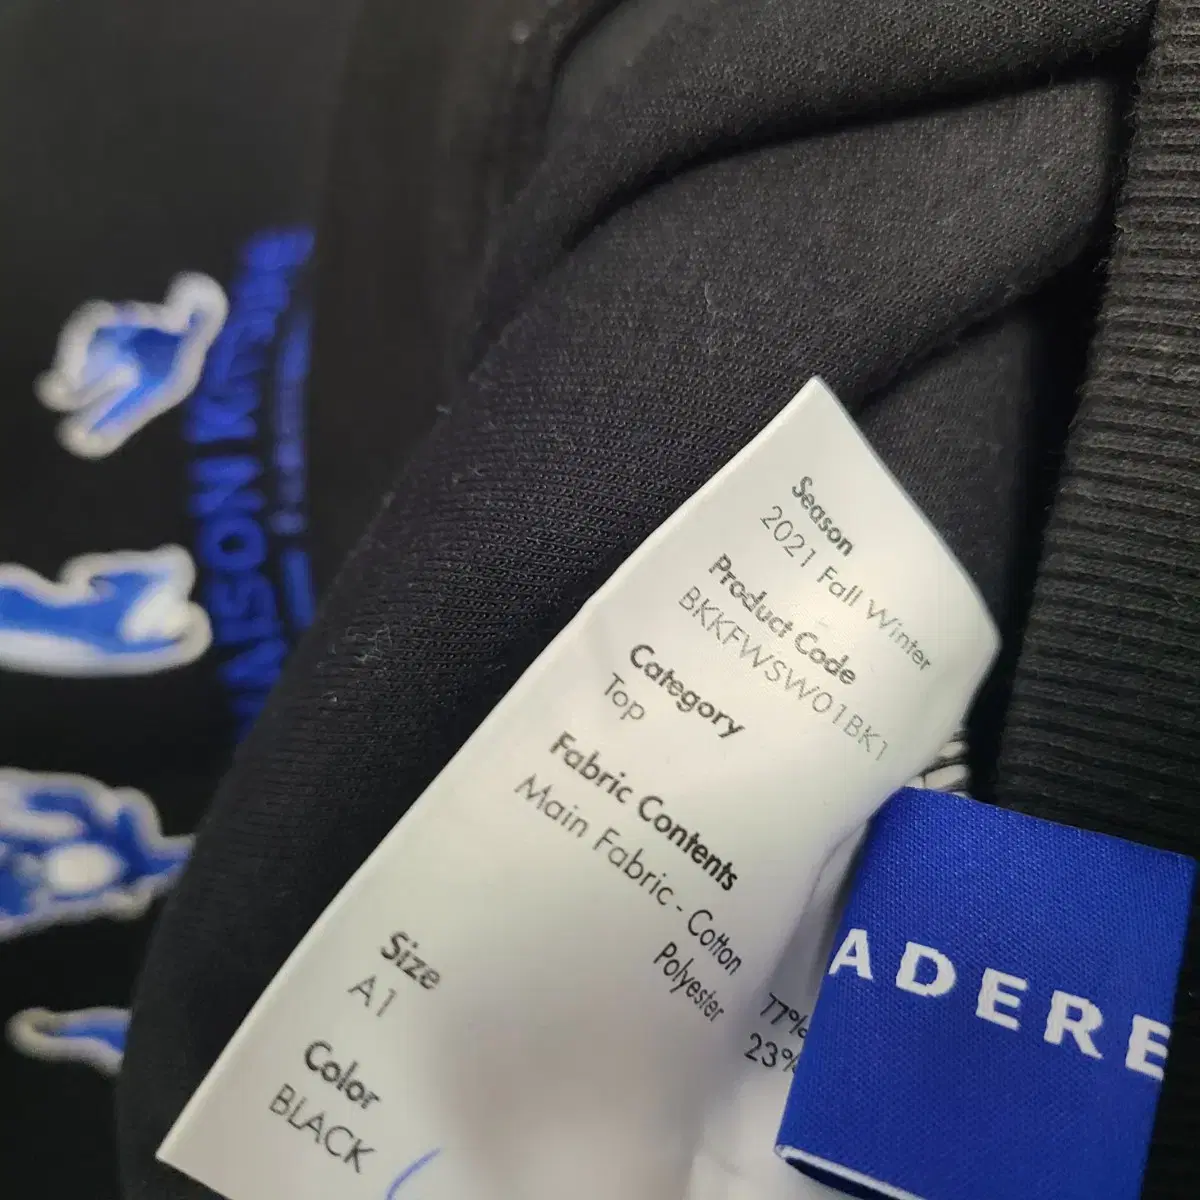 Season
2021 Fall Winter
Product Code
BKKFWSW01BK1
Category
Top
Fabric Contents
Main Fabric - Cotton 77%
Polyester 23%
Size
A1
Color
BLACK
ADERE